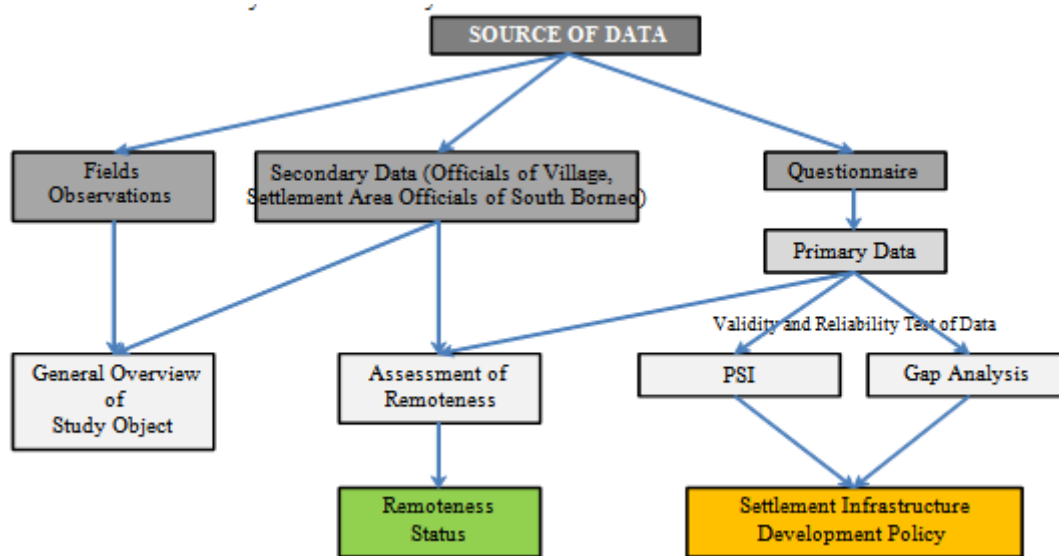 SOURCE OF DATA
Fields
Observations
Secondary Data (Officials of Village,
Settlement Area Officials of South Borneo)
Questionnaire
Primary Data
Validity and Reliability Test of Data
General Overview
of
Study Object
Assessment of
Remoteness
PSI
Gap Analysis
Remoteness
Status
Settlement Infrastructure
Development Policy